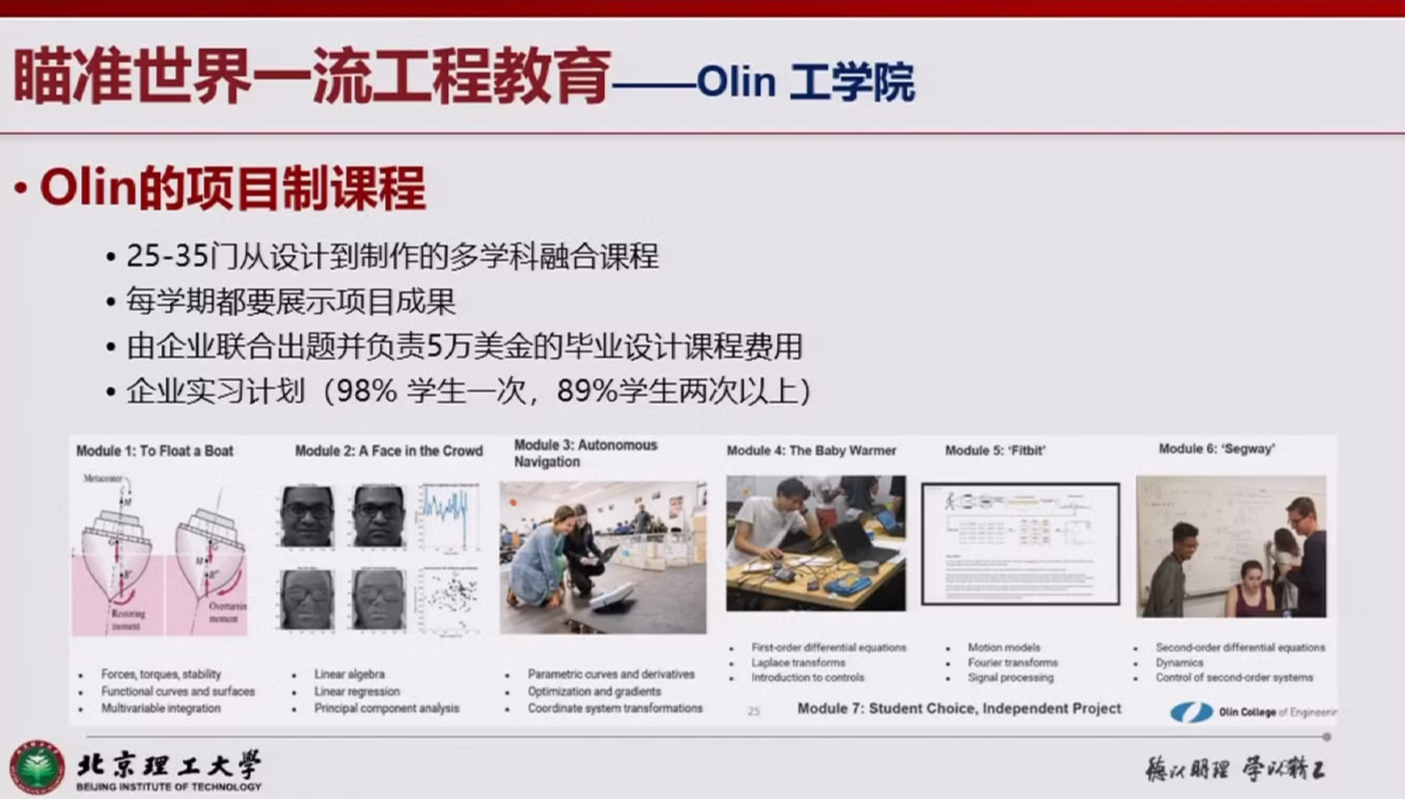 瞄准世界一流工程教育——Olin 工学院
• Olin的项目制课程
• 25-35门从设计到制作的多学科融合课程
• 每学期都要展示项目成果
• 由企业联合出题并负责5万美金的毕业设计课程费用
• 企业实习计划（98% 学生一次，89%学生两次以上）
Module 1: To Float a Boat
Metacenter
M
G
B'
Restoring
moment
G
M
B'
Overturnin
moment
• Forces, torques, stability
• Functional curves and surfaces
• Multivariable integration
Module 2: A Face in the Crowd
• Linear algebra
• Linear regression
• Principal component analysis
Module 3: Autonomous
Navigation
• Parametric curves and derivatives
• Optimization and gradients
• Coordinate system transformations
Module 4: The Baby Warmer
• First-order differential equations
• Laplace transforms
• Introduction to controls
Module 5: ‘Fitbit’
• Motion models
• Fourier transforms
• Signal processing
Module 6: ‘Segway’
• Second-order differential equations
• Dynamics
• Control of second-order systems
25
Module 7: Student Choice, Independent Project
Olin College of Engineerin
北京理工大學
BEIJING INSTITUTE OF TECHNOLOGY
德以明理 学以精工